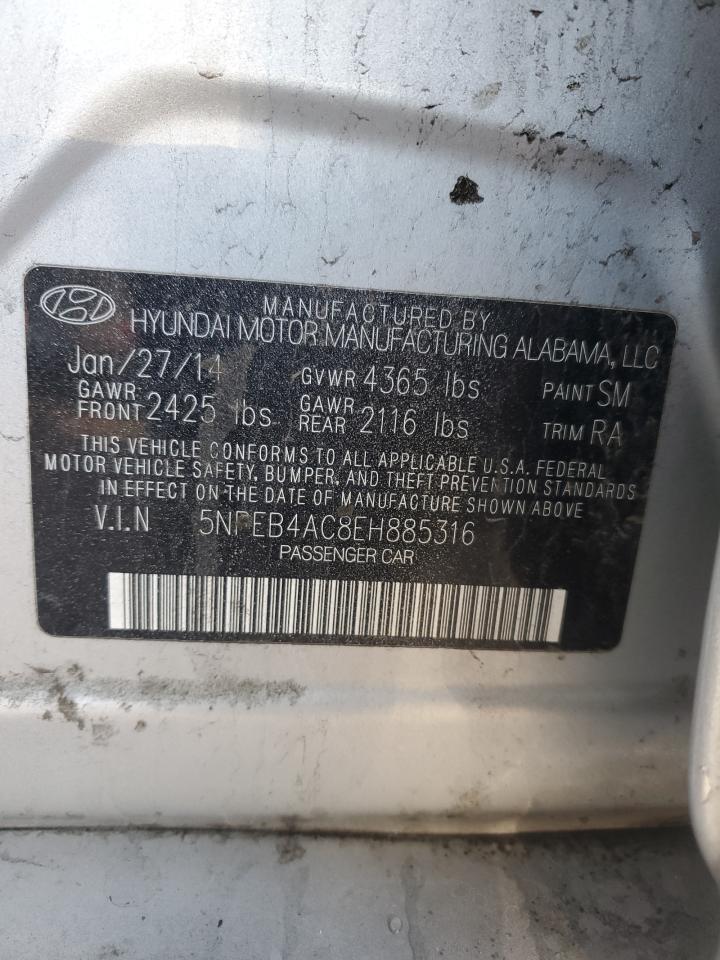 MANUFACTURED BY
HYUNDAI MOTOR MANUFACTURING ALABAMA, LLC
Jan/27/14 GVWR 4365 lbs PAINT SM
GAWR FRONT 2425 lbs GAWR REAR 2116 lbs TRIM RA
THIS VEHICLE CONFORMS TO ALL APPLICABLE U.S.A. FEDERAL
MOTOR VEHICLE SAFETY, BUMPER, AND THEFT PREVENTION STANDARDS
IN EFFECT ON THE DATE OF MANUFACTURE SHOWN ABOVE
V.I.N 5NPEB4AC8EH885316
PASSENGER CAR